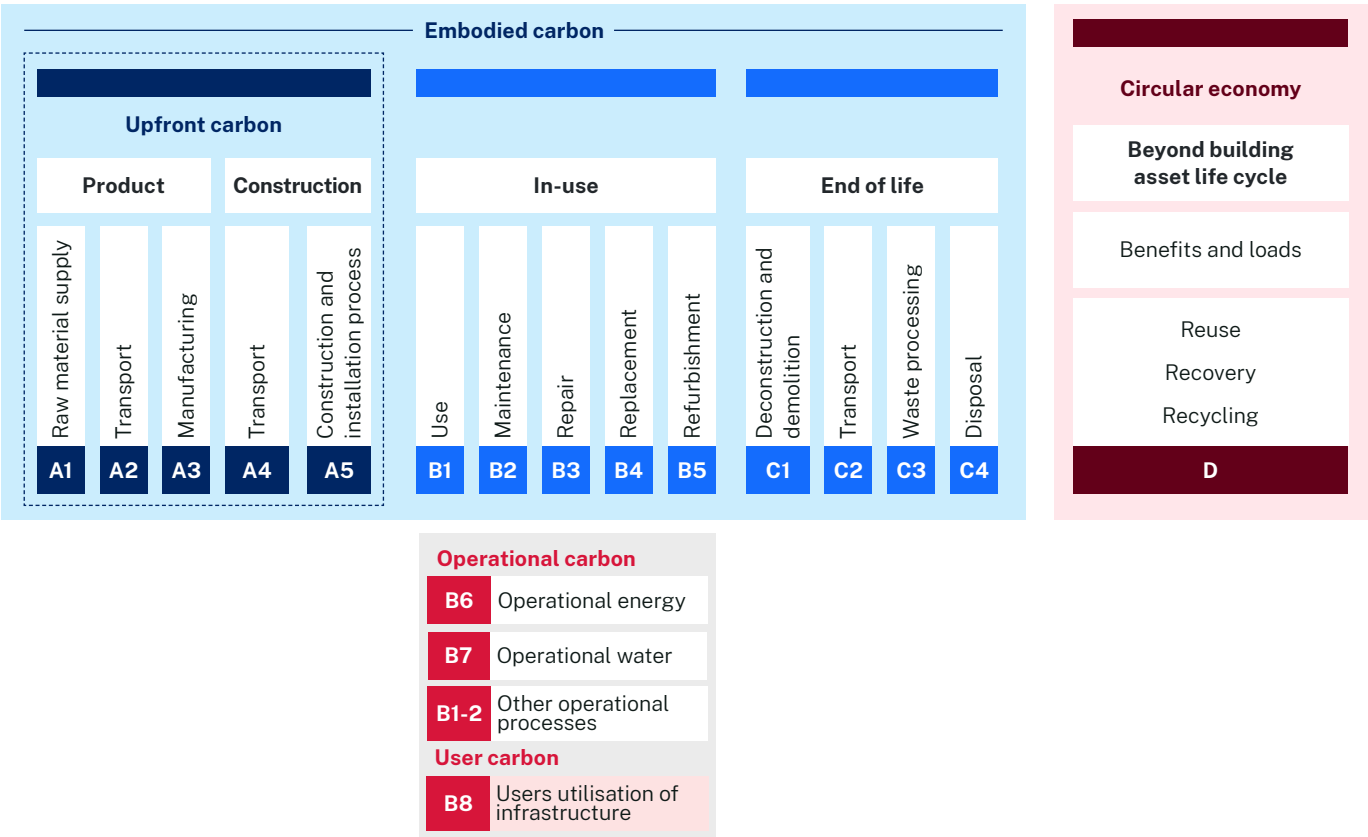 Embodied carbon
Upfront carbon
Product
Construction
In-use
End of life
Raw material supply
Transport
Manufacturing
Transport
Construction and
installation process
Use
Maintenance
Repair
Replacement
Refurbishment
Deconstruction and
demolition
Transport
Waste processing
Disposal
A1
A2
A3
A4
A5
B1
B2
B3
B4
B5
C1
C2
C3
C4
Circular economy
Beyond building
asset life cycle
Benefits and loads
Reuse
Recovery
Recycling
D
Operational carbon
B6 Operational energy
B7 Operational water
B1-2 Other operational
processes
User carbon
B8 Users utilisation of
infrastructure